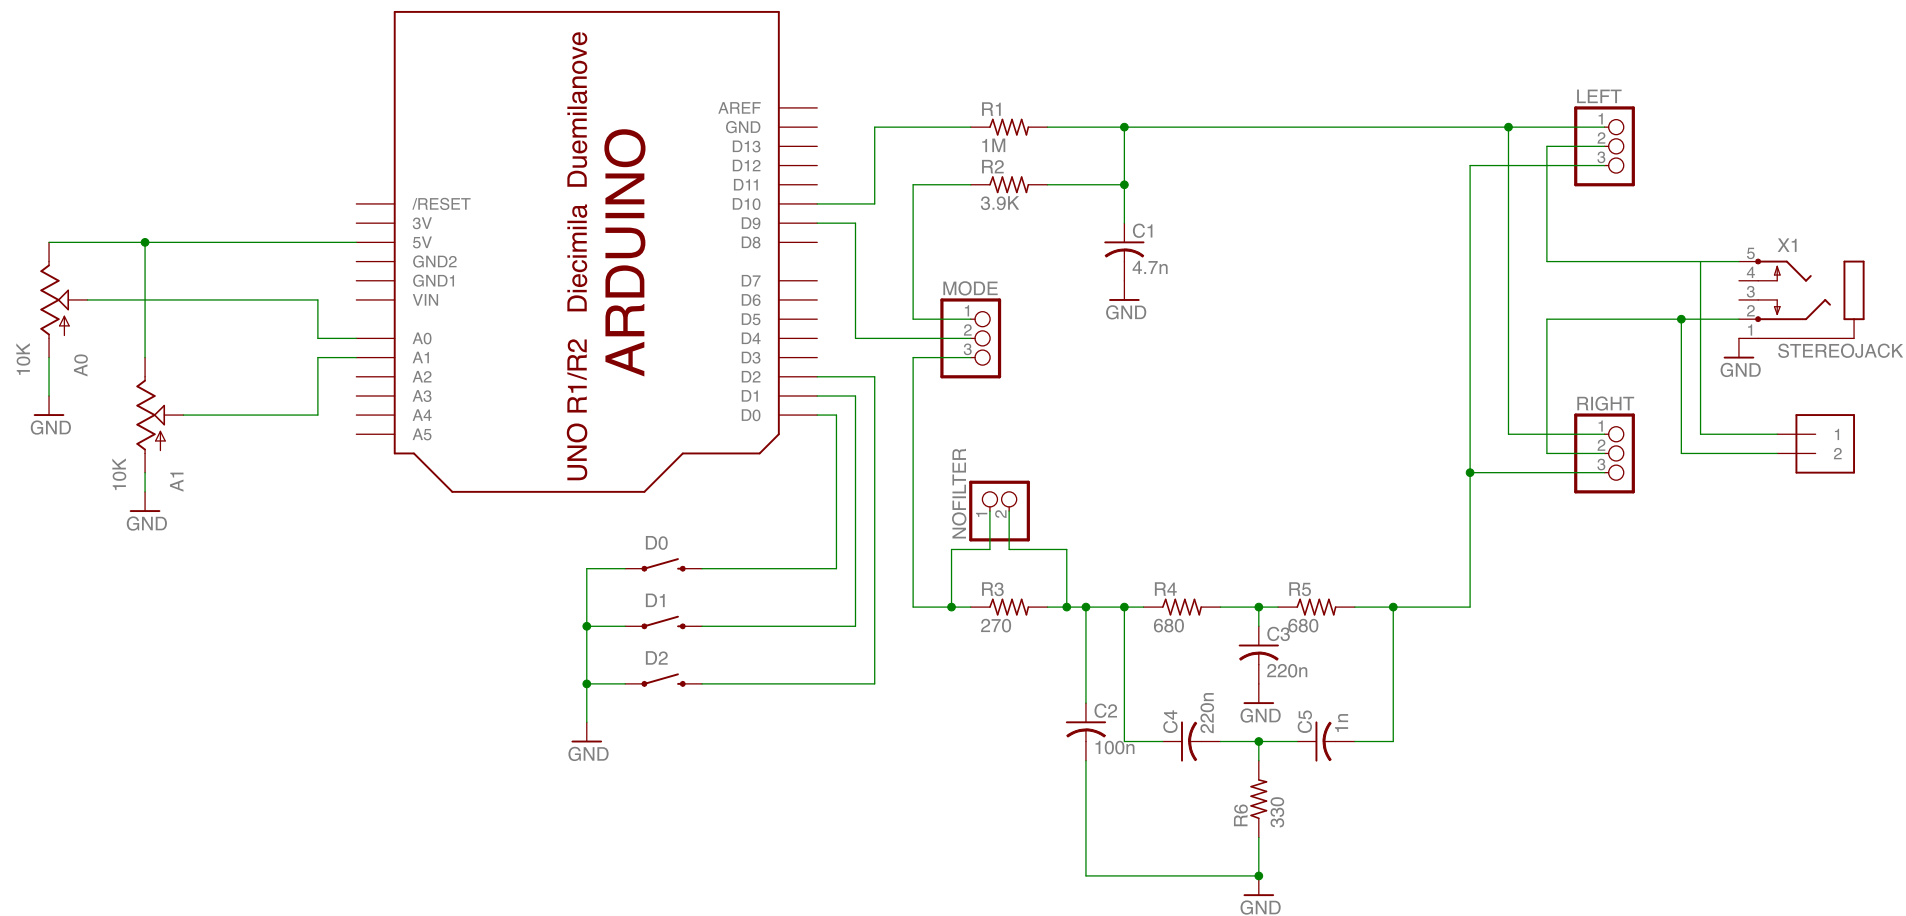 UNO R1/R2 Diecimila Duemilanove
ARDUINO
/RESET
3V
5V
GND2
GND1
VIN
A0
A1
A2
A3
A4
A5
AREF
GND
D13
D12
D11
D10
D9
D8
D7
D6
D5
D4
D3
D2
D1
D0
10K
A0
GND
10K
A1
GND
D0
D1
D2
GND
R1
1M
R2
3.9K
C1
4.7n
GND
MODE
1
2
3
NOFILTER
1
2
R3
270
R4
680
R5
680
C3
220n
GND
C2
100n
C4
220n
C5
1n
R6
330
GND
LEFT
1
2
3
X1
5
4
3
2
1
STEREOJACK
GND
RIGHT
1
2
3
1
2